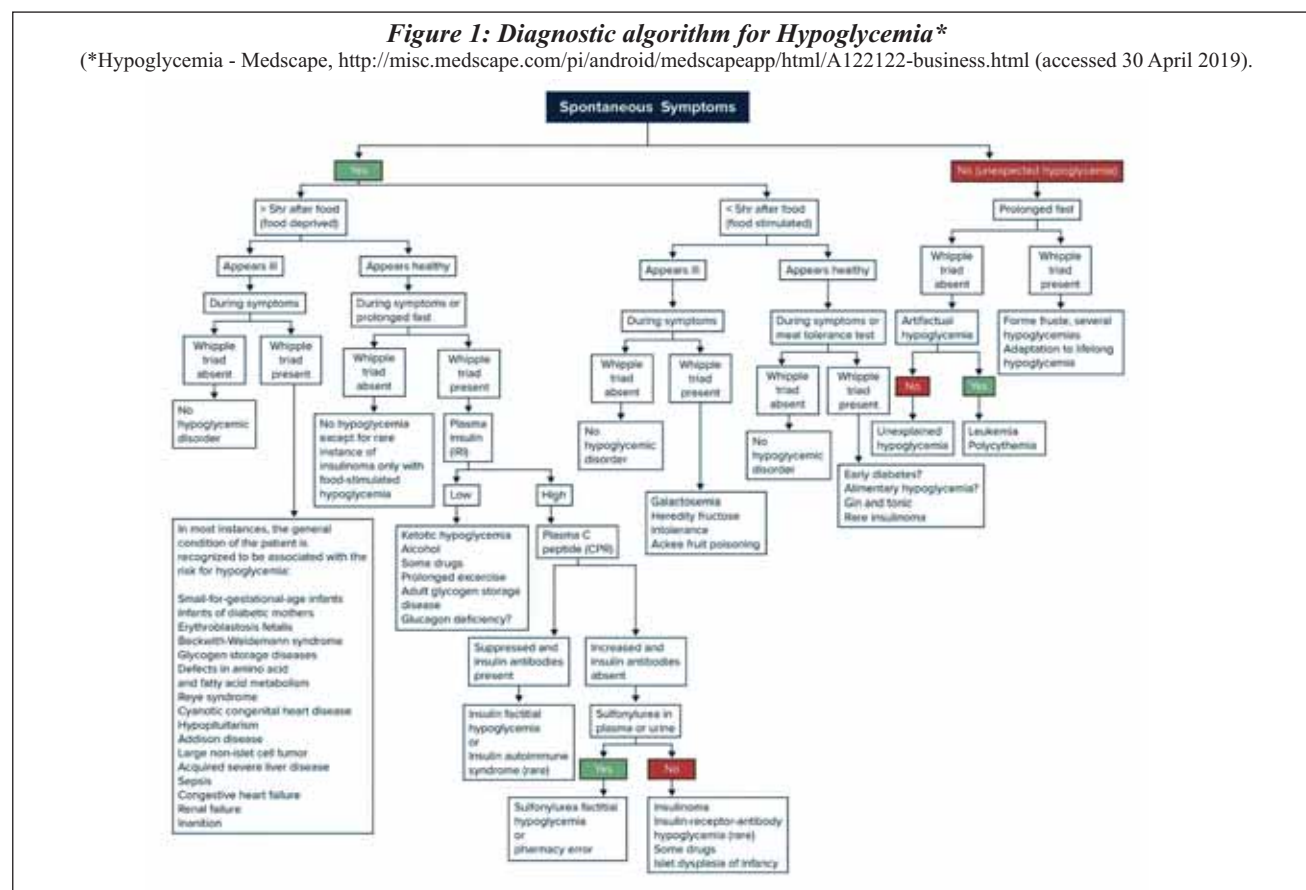 Figure 1: Diagnostic algorithm for Hypoglycemia*
(*Hypoglycemia - Medscape, http://misc.medscape.com/pi/android/medscapeapp/html/A122122-business.html (accessed 30 April 2019).
Spontaneous Symptoms
Yes
No (unexpected hypoglycemia)
> 5hr after food
(food deprived)
< 5hr after food
(food stimulated)
Prolonged fast
Appears ill
Appears healthy
Appears ill
Appears healthy
Whipple
triad
absent
Whipple
triad
present
During symptoms
During symptoms or
prolonged fast
During symptoms
During symptoms or
meat tolerance test
Artifactual
hypoglycemia
Forme fruste, several
hypoglycemias
Adaptation to lifelong
hypoglycemia
Whipple
triad
absent
Whipple
triad
present
Whipple
triad
absent
Whipple
triad
present
Whipple
triad
absent
Whipple
triad
present
Whipple
triad
absent
Whipple
triad
present
No
Yes
No
hypoglycemic
disorder
No hypoglycemia
except for rare
instance of
insulinoma only with
food-stimulated
hypoglycemia
Plasma
insulin
(IRI)
No
hypoglycemic
disorder
No
hypoglycemic
disorder
Unexplained
hypoglycemia
Leukemia
Polycythemia
Early diabetes?
Alimentary hypoglycemia?
Gin and tonic
Rare insulinoma
Low
High
Galactosemia
Heredity fructose
intolerance
Ackee fruit poisoning
In most instances, the general
condition of the patient is
recognized to be associated with the
risk for hypoglycemia:
Small-for-gestational-age infants
Infants of diabetic mothers
Erythroblastosis fetalis
Beckwith-Weidemann syndrome
Glycogen storage diseases
Defects in amino acid
and fatty acid metabolism
Reye syndrome
Cyanotic congenital heart disease
Hypopituitarism
Addison disease
Large non-islet cell tumor
Acquired severe liver disease
Sepsis
Congestive heart failure
Renal failure
Inanition
Ketotic hypoglycemia
Alcohol
Some drugs
Prolonged excercise
Adult glycogen storage
disease
Glucagon deficiency?
Plasma C
peptide (CPR)
Suppressed and
insulin antibodies
present
Increased and
insulin antibodies
absent
Insulin factitial
hypoglycemia
or
Insulin autoimmune
syndrome (rare)
Sulfonylurea in
plasma or urine
Yes
No
Sulfonylurea factitial
hypoglycemia
or
pharmacy error
Insulinoma
Insulin-receptor-antibody
hypoglycemia (rare)
Some drugs
Islet dysplasia of infancy